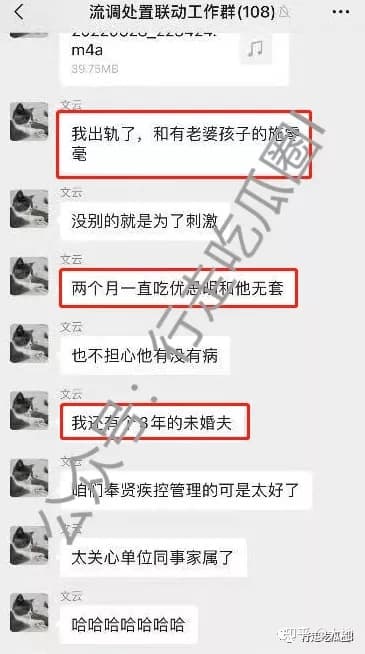 流调处置联动工作群(108)
m4a
39.75MB
文云
我出轨了，和有老婆孩子的施
毫
文云
没别的就是为了刺激
文云
两个月一直吃优思明和他无套
文云
也不担心他有没有病
文云
我还有个3年的未婚夫
文云
咱们奉贤疾控管理的可是太好了
文云
太关心单位同事家属了
文云
哈哈哈哈哈哈哈
公众号：行走吃瓜圈
知乎
行走吃瓜圈